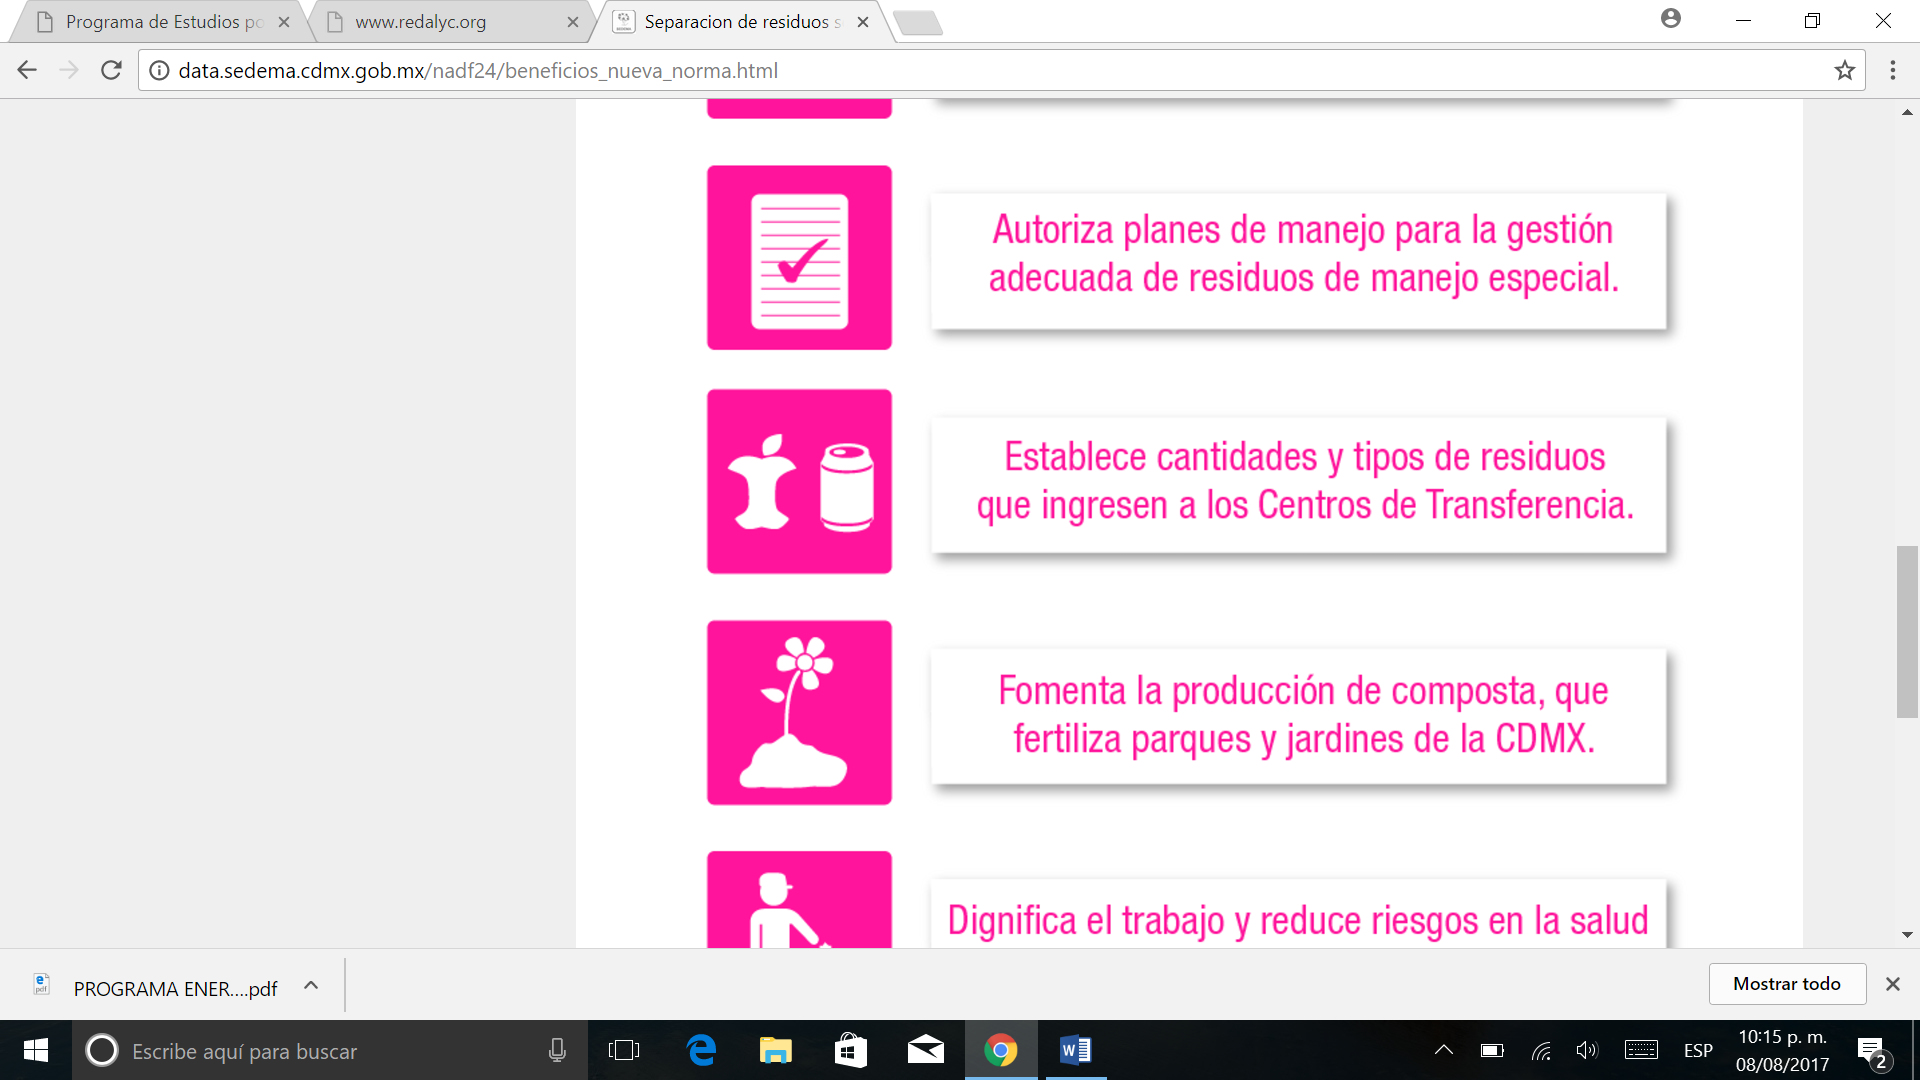 Programa de Estudios po
www.redalyc.org
Separacion de residuos s
data.sedema.cdmx.gob.mx/nadf24/beneficios_nueva_norma.html
Autoriza planes de manejo para la gestión
adecuada de residuos de manejo especial.
Establece cantidades y tipos de residuos
que ingresen a los Centros de Transferencia.
Fomenta la producción de composta, que
fertiliza parques y jardines de la CDMX.
Dignifica el trabajo y reduce riesgos en la salud
PROGRAMA ENER....pdf
Mostrar todo
Escribe aquí para buscar
ESP
10:15 p. m.
08/08/2017
2